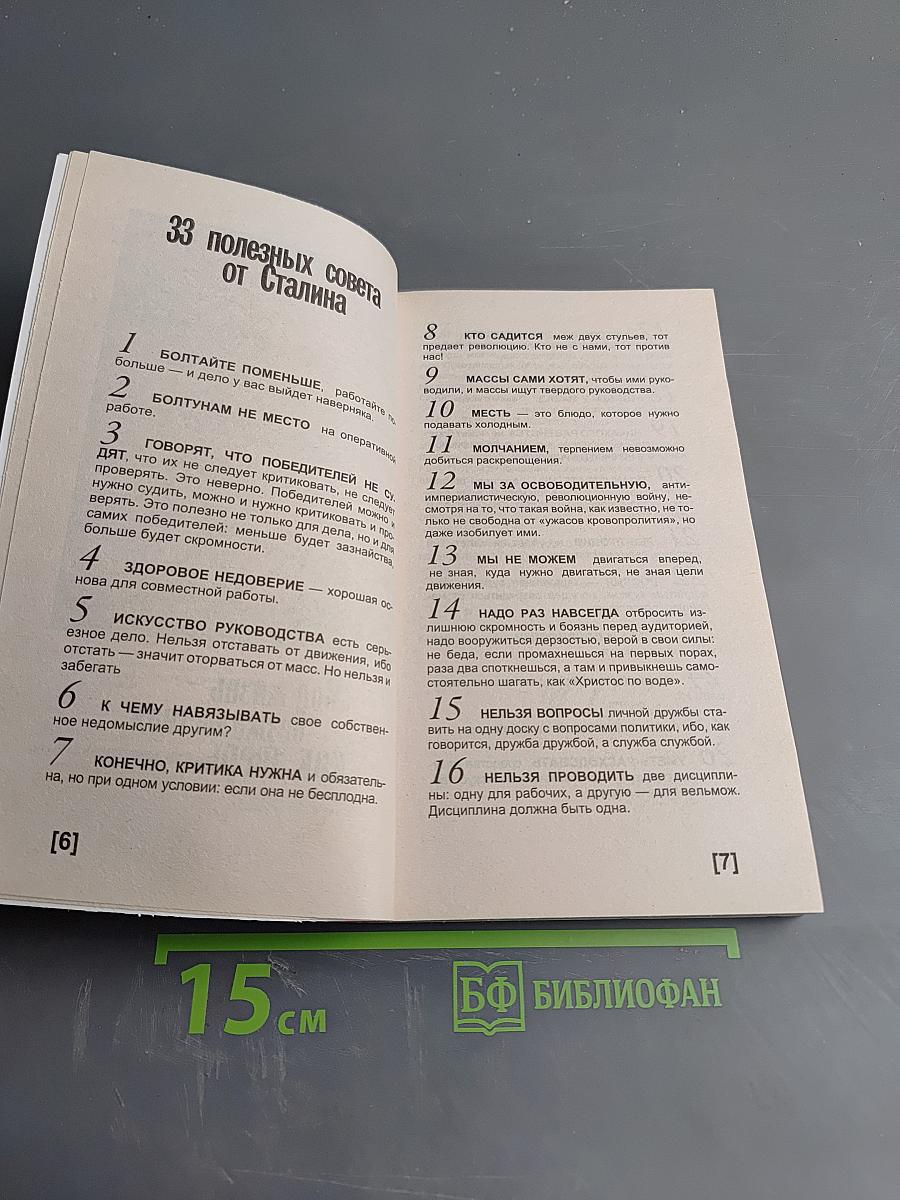 33 полезных совета
от Сталина
1 БОЛТАЙТЕ ПОМЕНЬШЕ, работайте по-
больше — и дело у вас выйдет наверняка.
2 БОЛТУНАМ НЕ МЕСТО на оперативной
работе.
3 ГОВОРЯТ, ЧТО ПОБЕДИТЕЛЕЙ НЕ СУ-
ДЯТ, что их не следует критиковать, не следует
проверять. Это неверно. Победителей можно и
нужно судить, можно и нужно критиковать и про-
верять. Это полезно не только для дела, но и для
самих победителей: меньше будет зазнайства,
больше будет скромности.
4 ЗДОРОВОЕ НЕДОВЕРИЕ — хорошая ос-
нова для совместной работы.
5 ИСКУССТВО РУКОВОДСТВА есть серь-
езное дело. Нельзя отставать от движения, ибо
отстать — значит оторваться от масс. Но нельзя и
забегать
6 К ЧЕМУ НАВЯЗЫВАТЬ свое собствен-
ное недомыслие другим?
7 КОНЕЧНО, КРИТИКА НУЖНА и обязатель-
на, но при одном условии: если она не бесплодна.
[6]
8 КТО САДИТСЯ меж двух стульев, тот
предает революцию. Кто не с нами, тот против
нас!
9 МАССЫ САМИ ХОТЯТ, чтобы ими руко-
водили, и массы ищут твердого руководства.
10 МЕСТЬ — это блюдо, которое нужно
подавать холодным.
11 МОЛЧАНИЕМ, терпением невозможно
добиться раскрепощения.
12 МЫ ЗА ОСВОБОДИТЕЛЬНУЮ, анти-
империалистическую, революционную войну, не-
смотря на то, что такая война, как известно, не то-
лько не свободна от «ужасов кровопролития», но
даже изобилует ими.
13 МЫ НЕ МОЖЕМ двигаться вперед,
не зная, куда нужно двигаться, не зная цели
движения.
14 НАДО РАЗ НАВСЕГДА отбросить из-
лишнюю скромность и боязнь перед аудиторией,
надо вооружиться дерзостью, верой в свои силы:
не беда, если промахнешься на первых порах,
раза два споткнешься, а там и привыкнешь само-
стоятельно шагать, как «Христос по воде».
15 НЕЛЬЗЯ ВОПРОСЫ личной дружбы ста-
вить на одну доску с вопросами политики, ибо, как
говорится, дружба дружбой, а служба службой.
16 НЕЛЬЗЯ ПРОВОДИТЬ две дисципли-
ны: одну для рабочих, а другую — для вельмож.
Дисциплина должна быть одна.
[7]
15 см
БФ БИБЛИОФАН